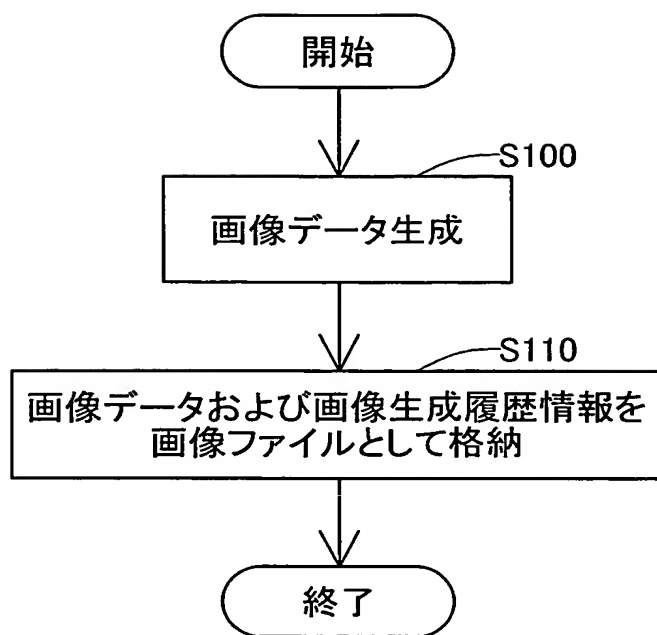 開始
S100
画像データ生成
S110
画像データおよび画像生成履歴情報を
画像ファイルとして格納
終了